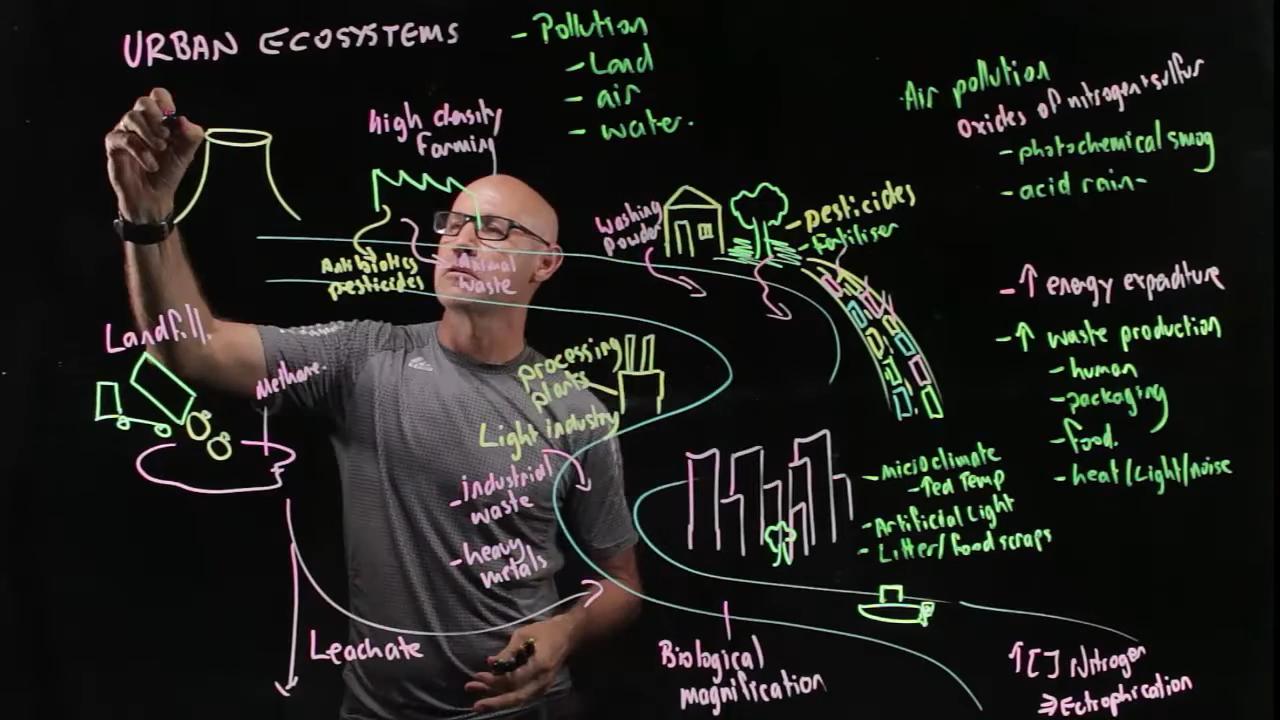 URBAN ECOSYSTEMS
- Pollution
- Land
- air
- water.
high density
farming
Antibiotics
pesticides
Animal
waste
washing
powder
- pesticides
- fertiliser
Air pollution
Oxides of nitrogen+sulfur
- photochemical smog
- acid rain-
- ↑ energy expenditure
- ↑ waste production
- human
- packaging
- food.
- heat/Light/noise
Landfill.
Methane.
Leachate
processing
plants
Light industry
- industrial
waste
- heavy
metals
- microclimate
- ↑ed Temp
- Artificial Light
- Litter/food scraps
Biological
magnification
↑[] Nitrogen
⇒ Ectrophication